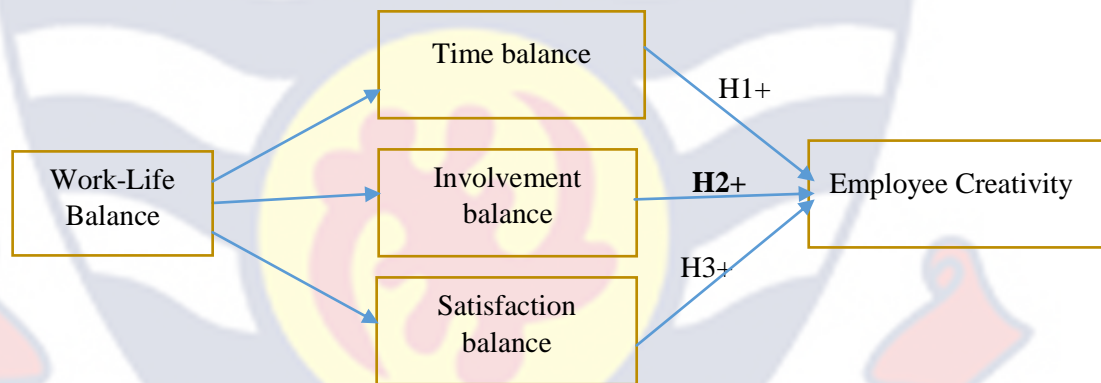 Time balance
H1+
Work-Life
Balance
Involvement
balance
H2+
Employee Creativity
H3+
Satisfaction
balance